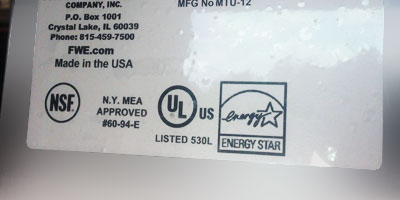 COMPANY, INC.
P.O. Box 1001
Crystal Lake, IL 60039
Phone: 815-459-7500
FWE.com
Made in the USA
MFG No MTU-12
NSF
N.Y. MEA
APPROVED
#60-94-E
UL US
LISTED 530L
energy
ENERGY STAR